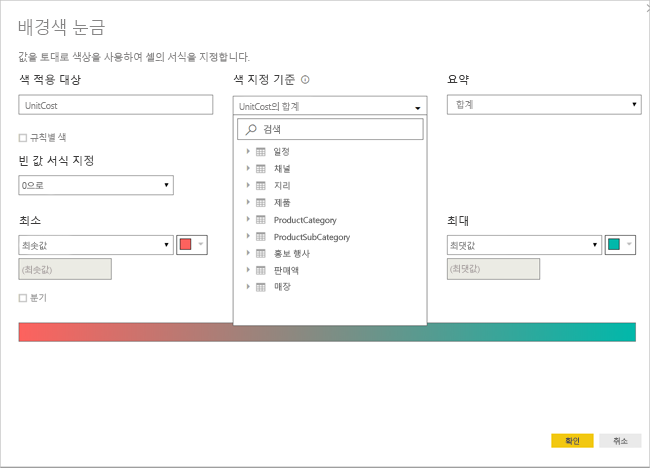 배경색 눈금
값을 토대로 색상을 사용하여 셀의 서식을 지정합니다.
색 적용 대상
색 지정 기준
요약
UnitCost
UnitCost의 합계
합계
검색
규칙별 색
일정
채널
지리
제품
ProductCategory
ProductSubCategory
홍보 행사
판매액
매장
빈 값 서식 지정
0으로
최소
최대
최솟값
최댓값
(최솟값)
(최댓값)
분기
확인
취소